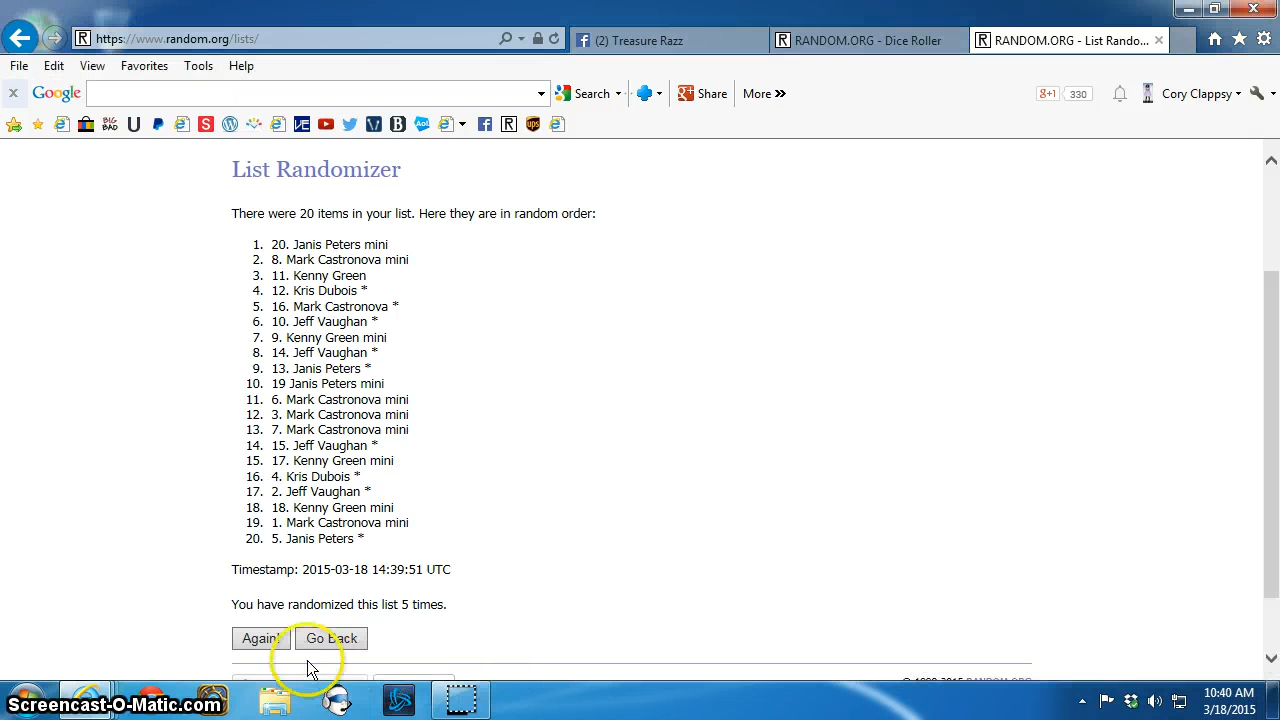 https://www.random.org/lists/
(2) Treasure Razz
RANDOM.ORG - Dice Roller
RANDOM.ORG - List Rando...
File Edit View Favorites Tools Help
Google Search Share More » 330 Cory Clappsy
List Randomizer
There were 20 items in your list. Here they are in random order:
1. 20. Janis Peters mini
2. 8. Mark Castronova mini
3. 11. Kenny Green
4. 12. Kris Dubois *
5. 16. Mark Castronova *
6. 10. Jeff Vaughan *
7. 9. Kenny Green mini
8. 14. Jeff Vaughan *
9. 13. Janis Peters *
10. 19 Janis Peters mini
11. 6. Mark Castronova mini
12. 3. Mark Castronova mini
13. 7. Mark Castronova mini
14. 15. Jeff Vaughan *
15. 17. Kenny Green mini
16. 4. Kris Dubois *
17. 2. Jeff Vaughan *
18. 18. Kenny Green mini
19. 1. Mark Castronova mini
20. 5. Janis Peters *
Timestamp: 2015-03-18 14:39:51 UTC
You have randomized this list 5 times.
Again! Go Back
Screencast-O-Matic.com
10:40 AM
3/18/2015